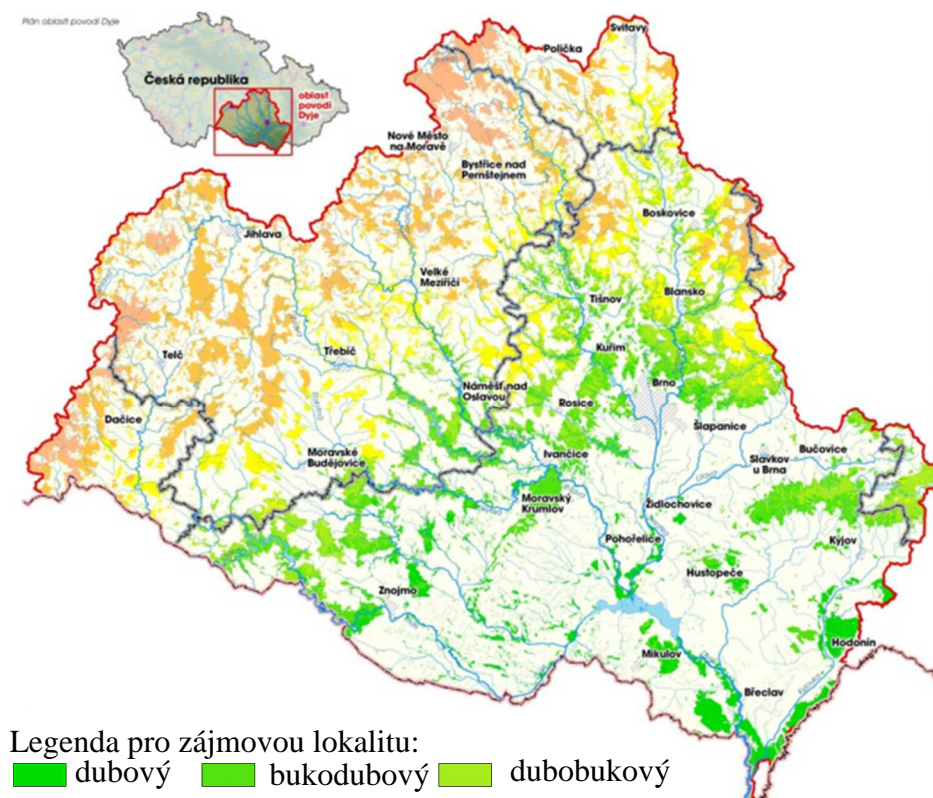 Plán oblasti povodí Dyje
Česká republika
oblast
povodí
Dyje
Svitavy
Polička
Nové Město
na Moravě
Bystřice nad
Pernštejnem
Boskovice
Jihlava
Velké
Meziříčí
Blansko
Tišnov
Kuřim
Třebíč
Telč
Brno
Náměšť nad
Oslavou
Rosice
Dačice
Šlapanice
Moravské
Budějovice
Ivančice
Bučovice
Slavkov
u Brna
Moravský
Krumlov
Židlochovice
Pohořelice
Kyjov
Hustopeče
Znojmo
Hodonín
Mikulov
Břeclav
Legenda pro zájmovou lokalitu:
dubový bukodubový dubobukový